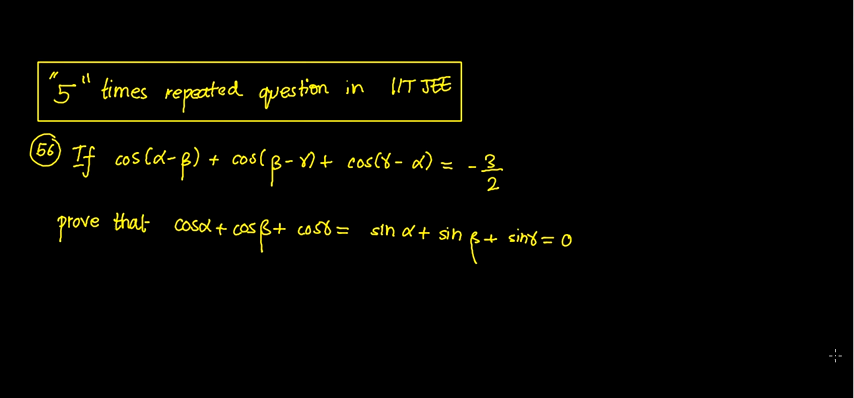 "5" times repeated question in IIT JEE
56 If cos(α-β) + cos(β-γ) + cos(γ-α) = -3/2
prove that cosα + cosβ + cosγ = sin α + sin β + sinγ = 0